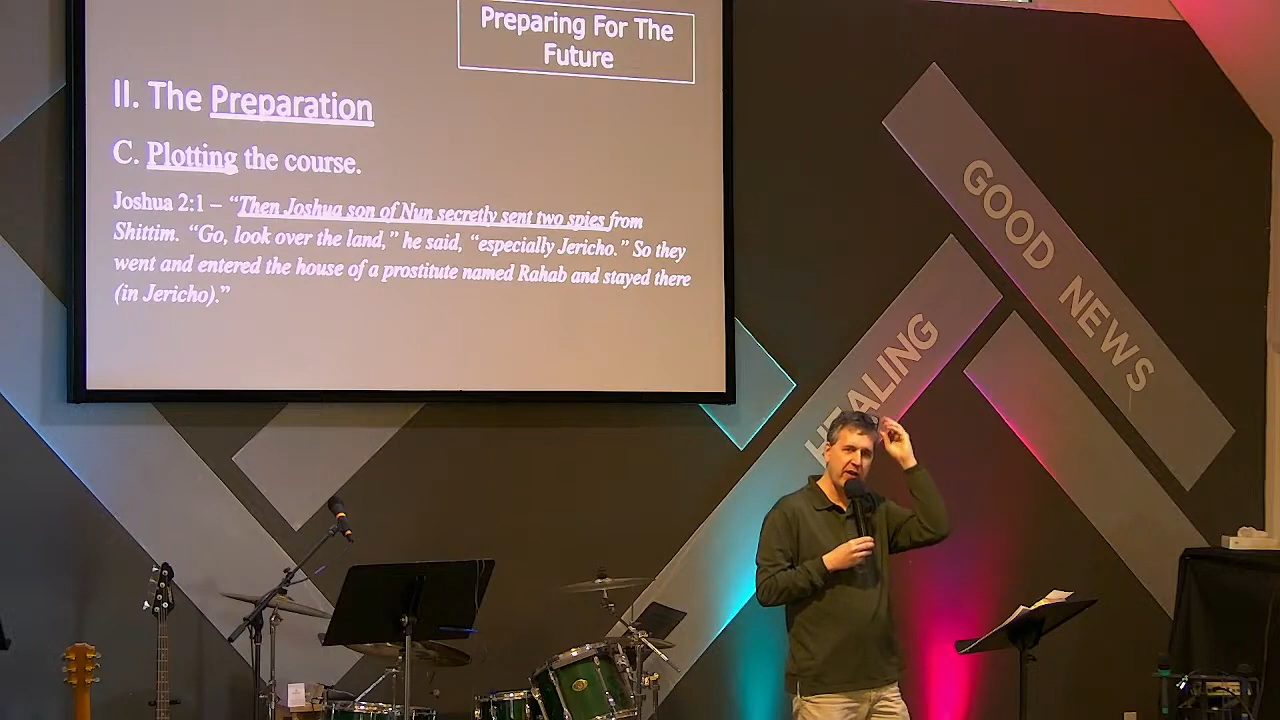 Preparing For The
Future
II. The Preparation
C. Plotting the course.
Joshua 2:1 – “Then Joshua son of Nun secretly sent two spies from
Shittim. “Go, look over the land,” he said, “especially Jericho.” So they
went and entered the house of a prostitute named Rahab and stayed there
(in Jericho).”
GOOD NEWS
HEALING